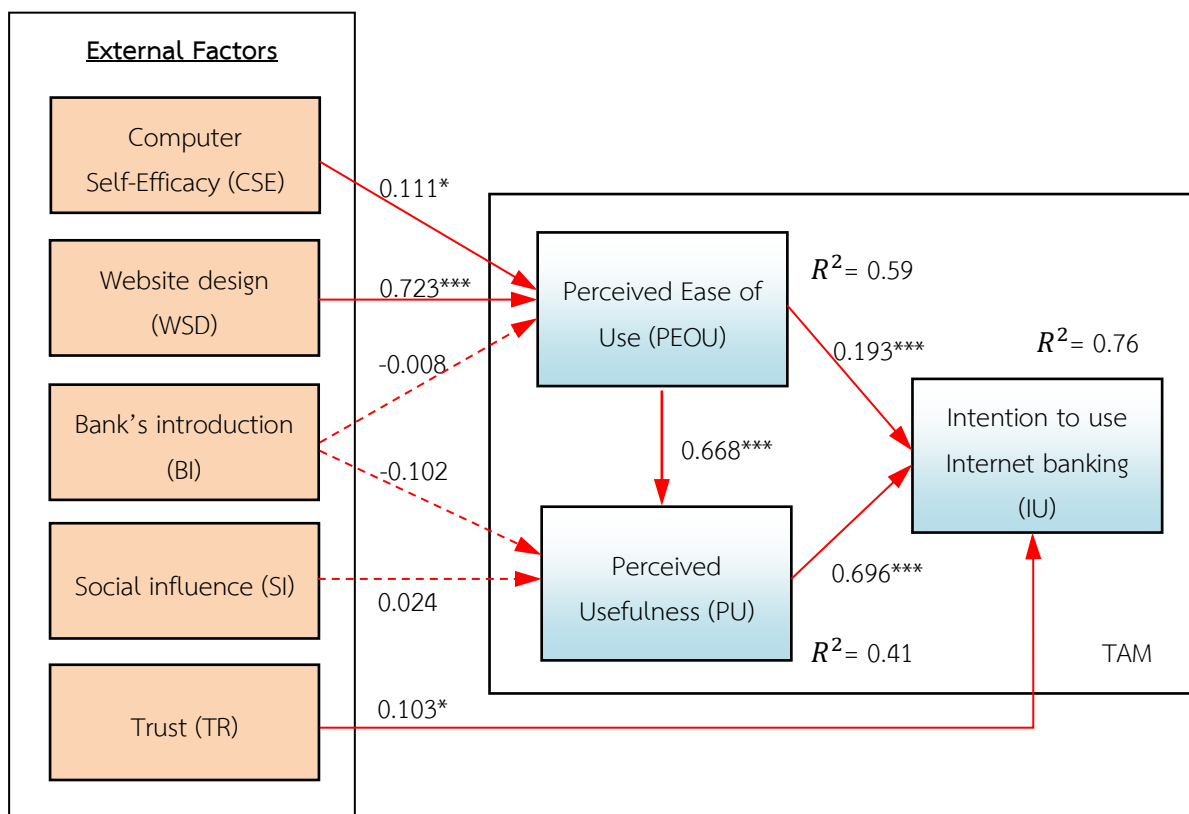 External Factors
Computer
Self-Efficacy (CSE)
0.111*
Website design
(WSD)
0.723***
Perceived Ease of
Use (PEOU)
R²= 0.59
0.193***
R²= 0.76
-0.008
Bank’s introduction
(BI)
-0.102
0.668***
Intention to use
Internet banking
(IU)
Social influence (SI)
0.024
Perceived
Usefulness (PU)
0.696***
R²= 0.41
TAM
Trust (TR)
0.103*